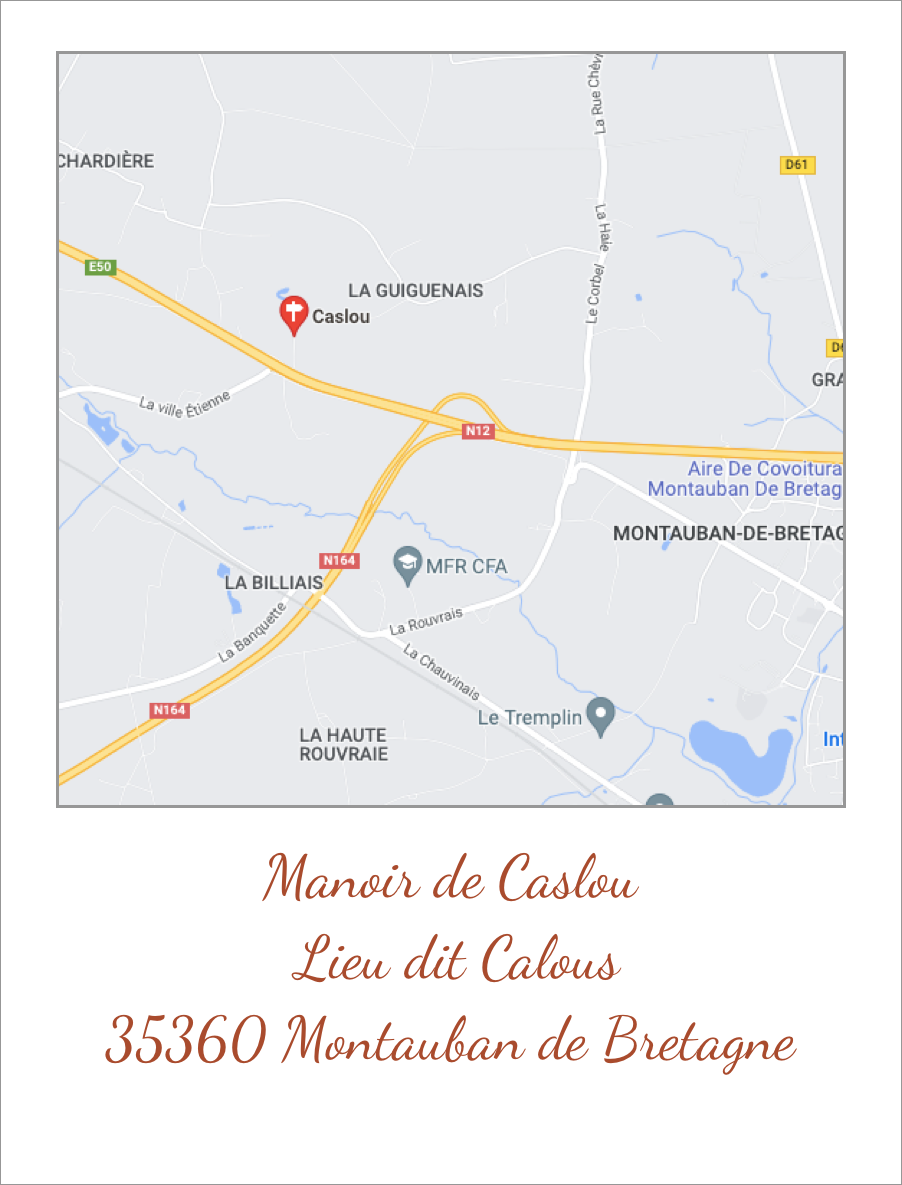 La Rue Chèv
CHARDIÈRE
D61
La Haie
E50
LA GUIGUENAIS
Le Corbel
Caslou
GRA
La ville Étienne
N12
Aire De Covoitura
Montauban De Bretag
MONTAUBAN-DE-BRETAG
N164
MFR CFA
LA BILLIAIS
La Rouvrais
La Banquette
La Chauvinais
N164
Le Tremplin
LA HAUTE
ROUVRAIE
Int
Manoir de Caslou
Lieu dit Calous
35360 Montauban de Bretagne